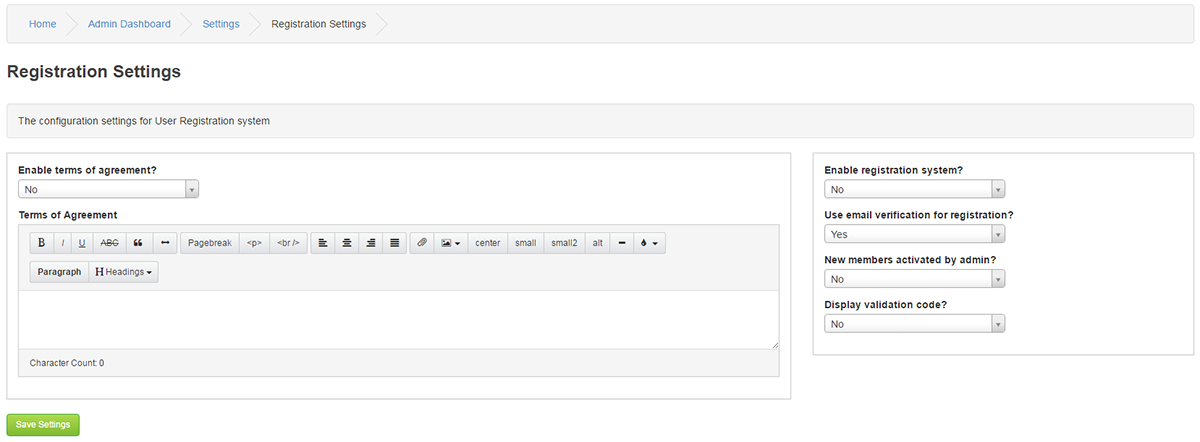 Home Admin Dashboard Settings Registration Settings
Registration Settings
The configuration settings for User Registration system
Enable terms of agreement?
No
Terms of Agreement
B I U ABC Pagebreak <p> <br /> center small small2 alt
Paragraph H Headings
Character Count: 0
Enable registration system?
No
Use email verification for registration?
Yes
New members activated by admin?
No
Display validation code?
No
Save Settings